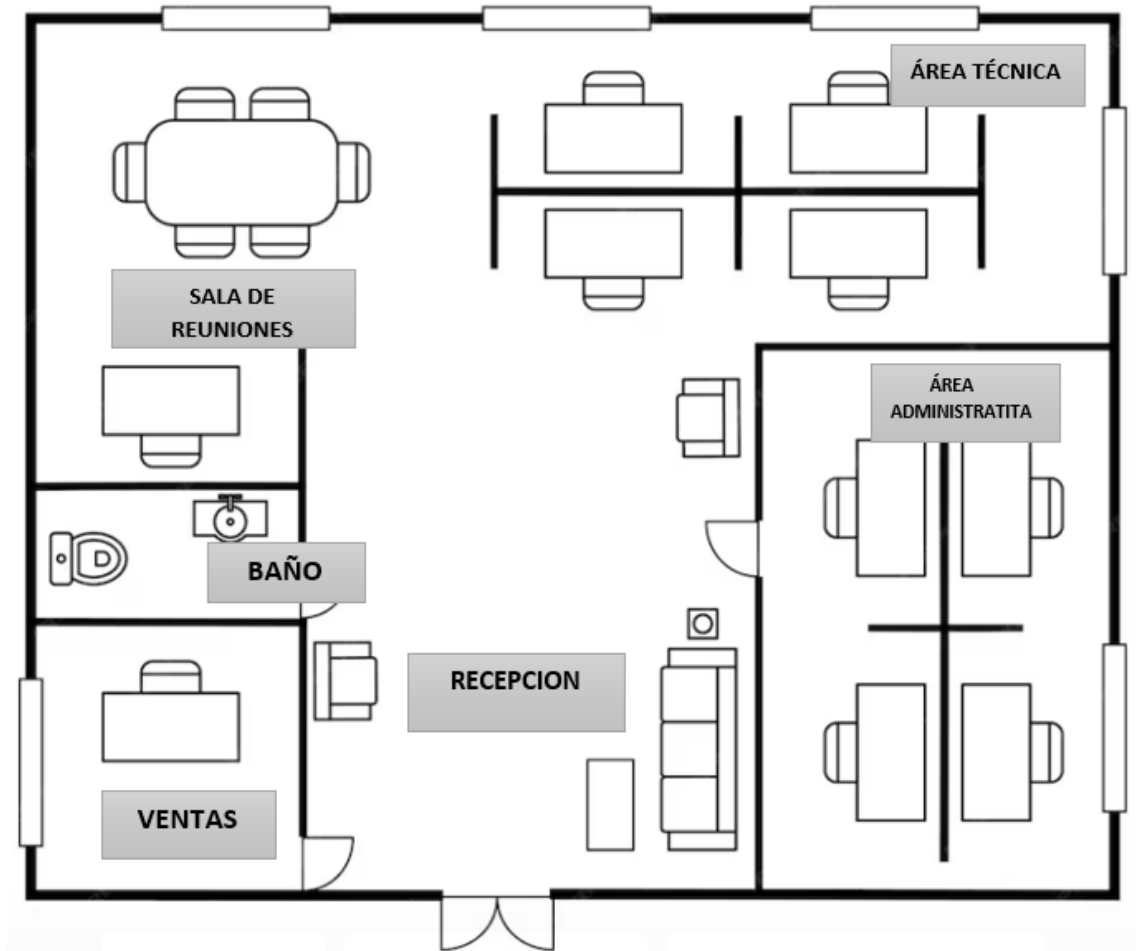 ÁREA TÉCNICA
SALA DE
REUNIONES
ÁREA
ADMINISTRATITA
BAÑO
RECEPCION
VENTAS